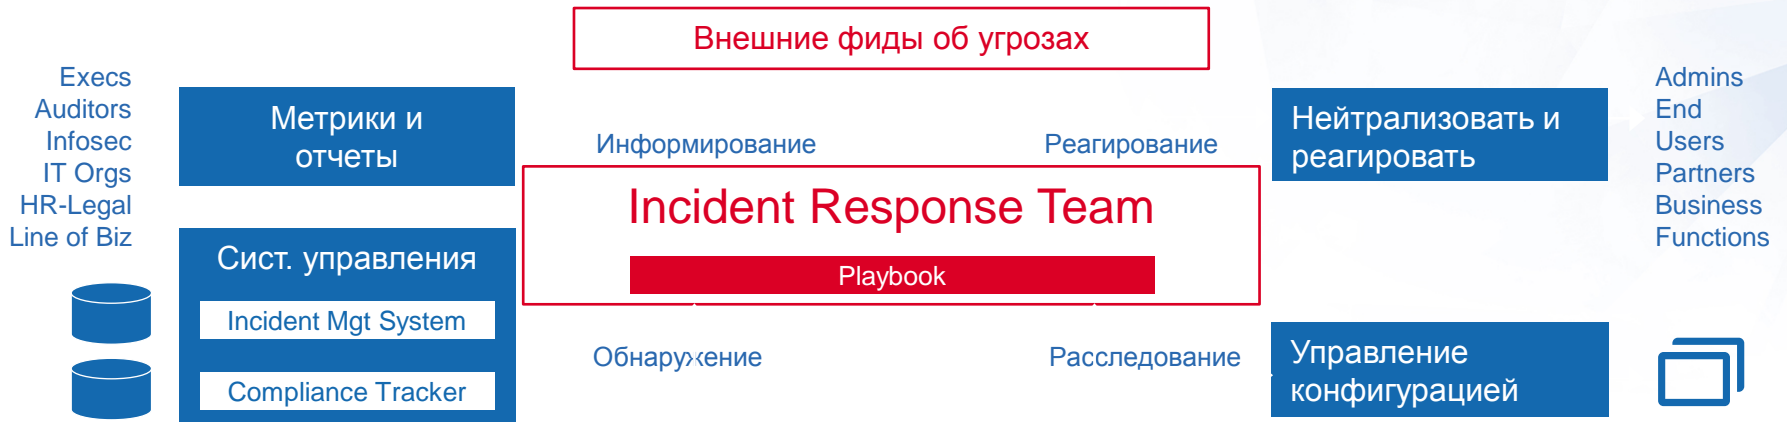 Внешние фиды об угрозах
Execs
Auditors
Infosec
IT Orgs
HR-Legal
Line of Biz
Метрики и
отчеты
Сист. управления
Incident Mgt System
Compliance Tracker
Информирование
Реагирование
Incident Response Team
Playbook
Обнаружение
Расследование
Нейтрализовать и
реагировать
Управление
конфигурацией
Admins
End
Users
Partners
Business
Functions